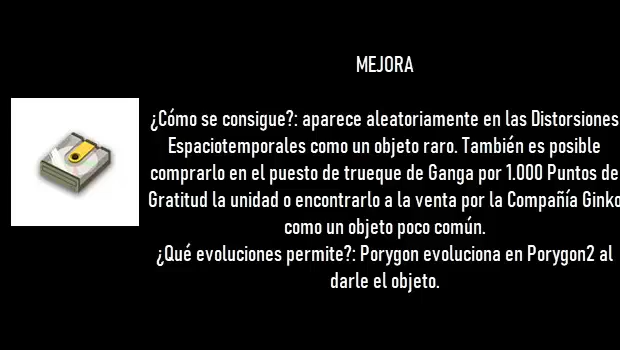 MEJORA
¿Cómo se consigue?: aparece aleatoriamente en las Distorsiones
Espaciotemporales como un objeto raro. También es posible
comprarlo en el puesto de trueque de Ganga por 1.000 Puntos de
Gratitud la unidad o encontrarlo a la venta por la Compañía Ginko
como un objeto poco común.
¿Qué evoluciones permite?: Porygon evoluciona en Porygon2 al
darle el objeto.